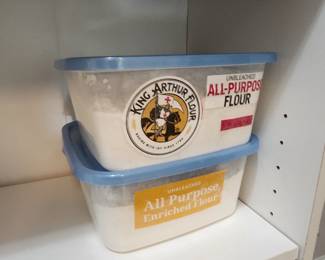 KING ARTHUR FLOUR
UNBLEACHED
ALL-PURPOSE
FLOUR
UNBLEACHED
All Purpose
Enriched Flour